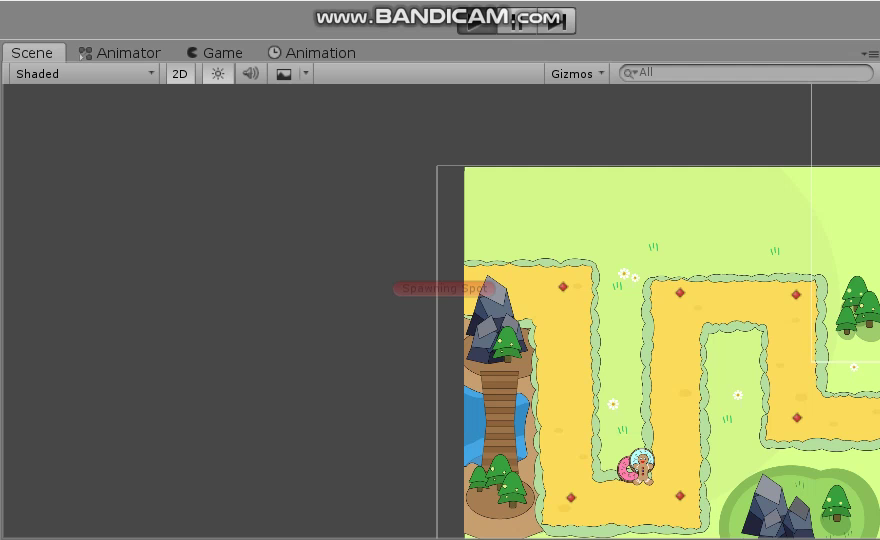 www.BANDICAM.com
Scene Animator Game Animation
Shaded 2D Gizmos All
Spawning Spot